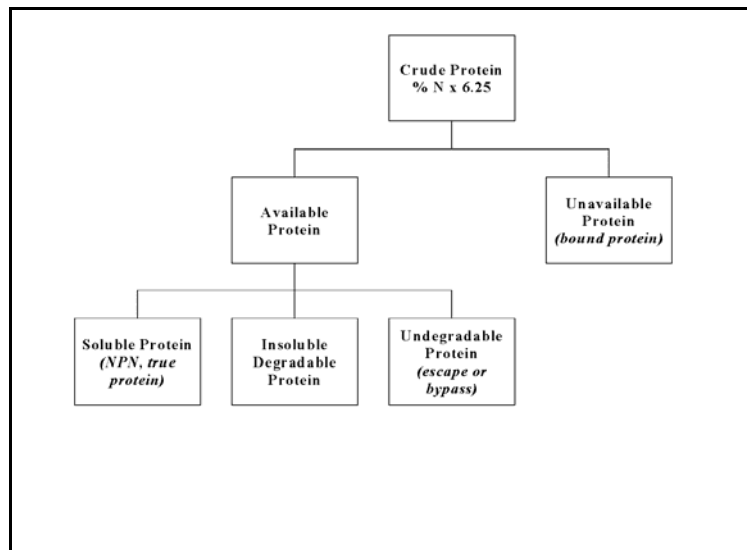 Crude Protein
% N x 6.25
Available
Protein
Unavailable
Protein
(bound protein)
Soluble Protein
(NPN, true
protein)
Insoluble
Degradable
Protein
Undegradable
Protein
(escape or
bypass)